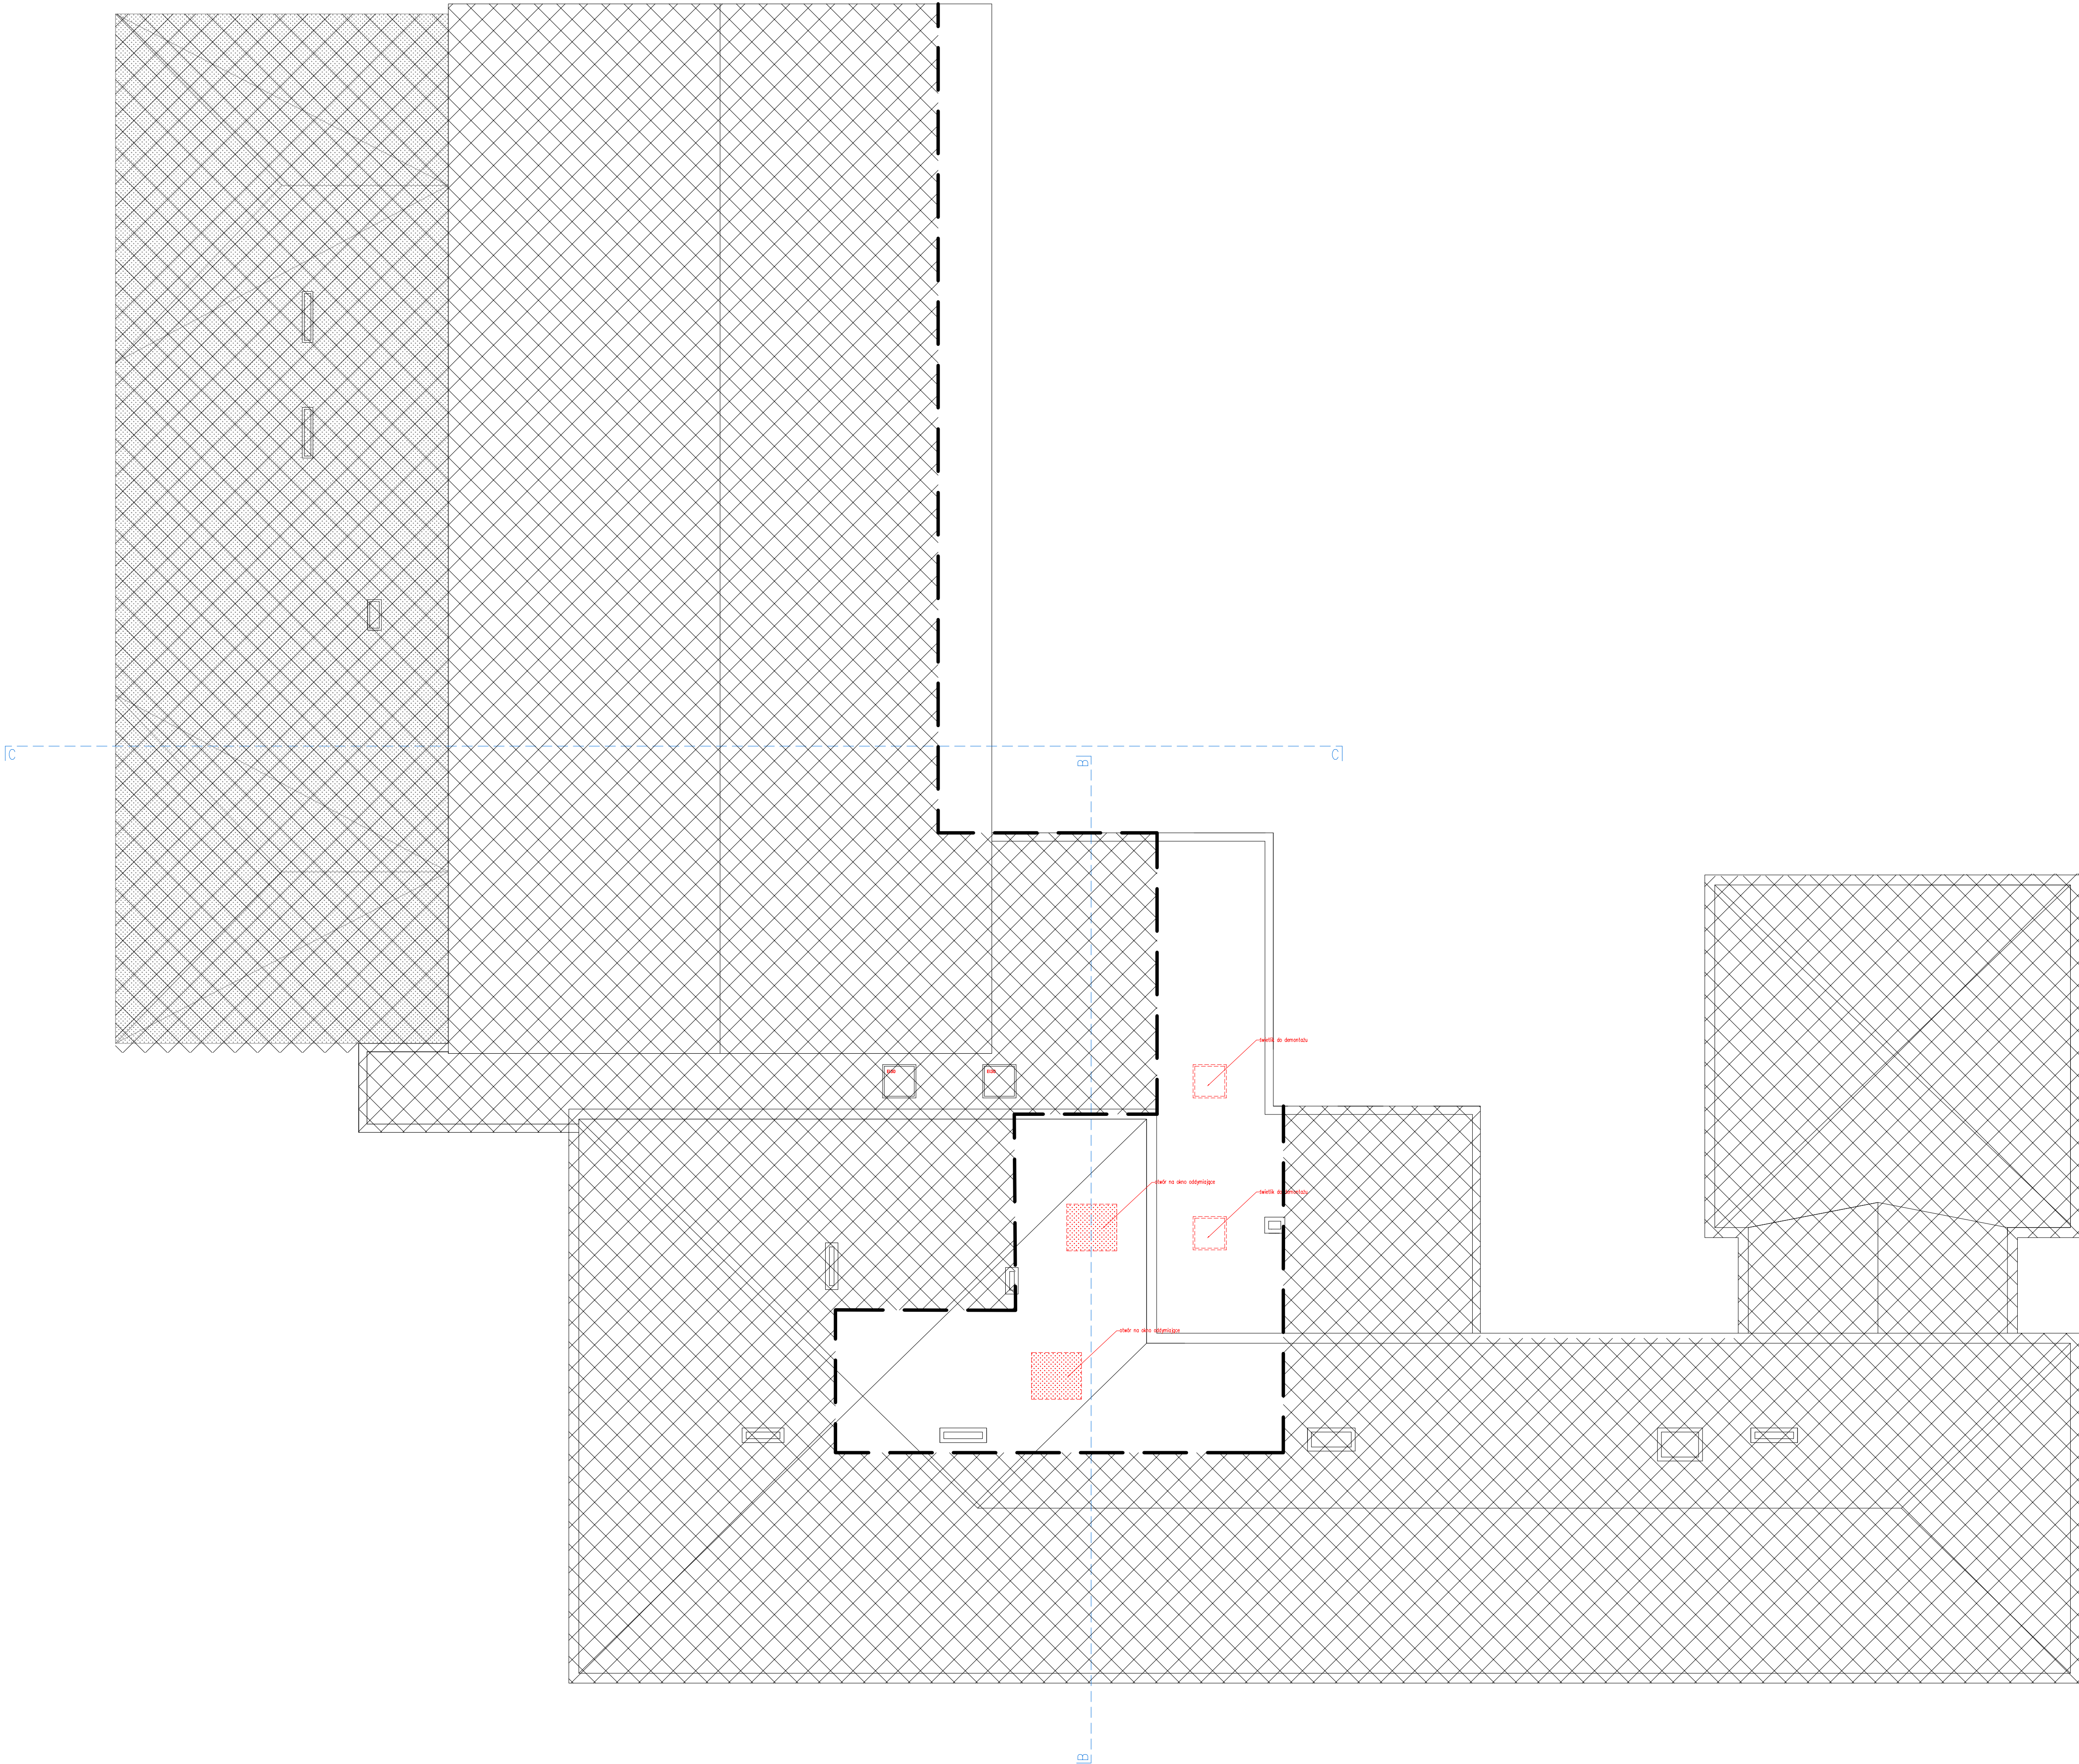 C
C
B
świetlik do demontażu
otwór na okno oddymiające
świetlik do demontażu
otwór na okno oddymiające
B